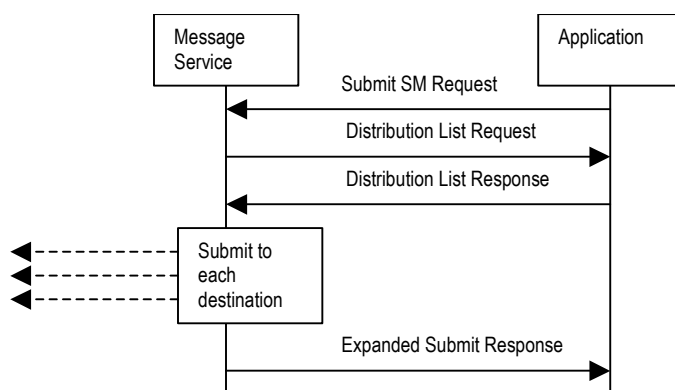 Message
Service
Application
Submit SM Request
Distribution List Request
Distribution List Response
Submit to
each
destination
Expanded Submit Response